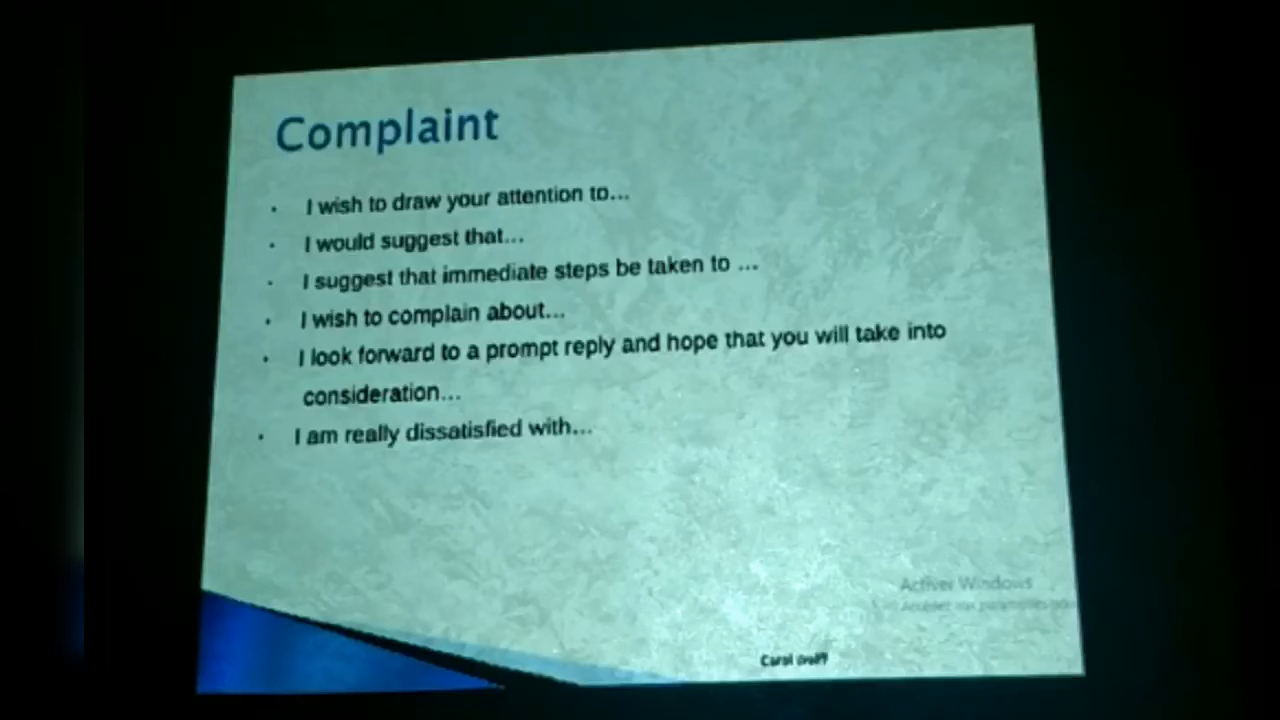 Complaint
· I wish to draw your attention to...
· I would suggest that...
· I suggest that immediate steps be taken to ...
· I wish to complain about...
· I look forward to a prompt reply and hope that you will take into
consideration...
· I am really dissatisfied with...
Activer Windows
Carol